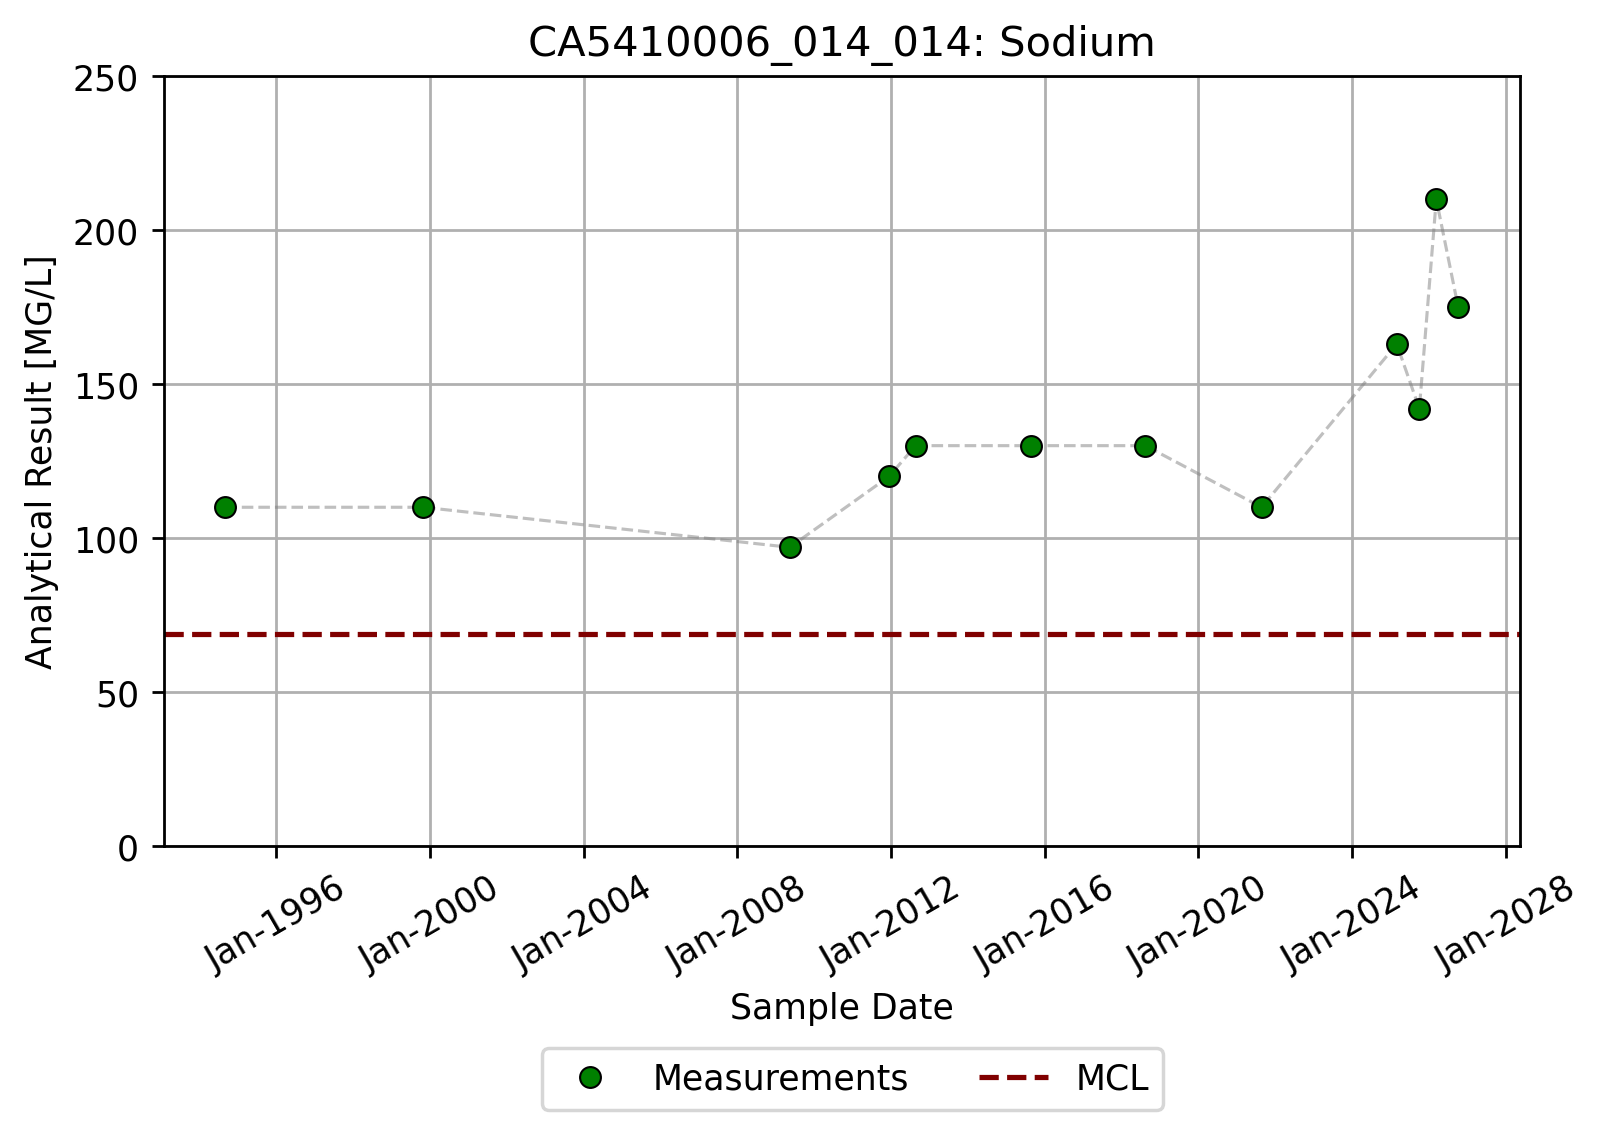 CA5410006_014_014: Sodium
250
200
150
100
50
0
Analytical Result [MG/L]
Jan-1996
Jan-2000
Jan-2004
Jan-2008
Jan-2012
Jan-2016
Jan-2020
Jan-2024
Jan-2028
Sample Date
Measurements
MCL